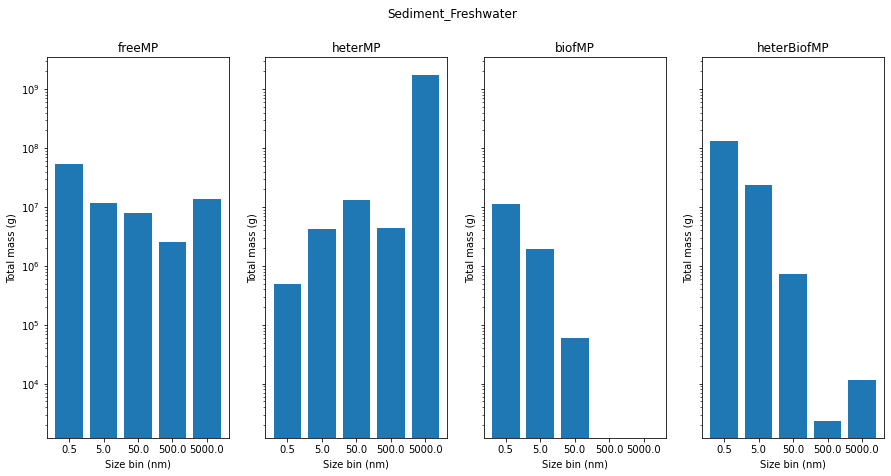 Sediment_Freshwater
freeMP
heterMP
biofMP
heterBiofMP
Total mass (g)
10⁹
10⁸
10⁷
10⁶
10⁵
10⁴
0.5 5.0 50.0 500.0 5000.0
Size bin (nm)
Total mass (g)
0.5 5.0 50.0 500.0 5000.0
Size bin (nm)
Total mass (g)
0.5 5.0 50.0 500.0 5000.0
Size bin (nm)
Total mass (g)
0.5 5.0 50.0 500.0 5000.0
Size bin (nm)